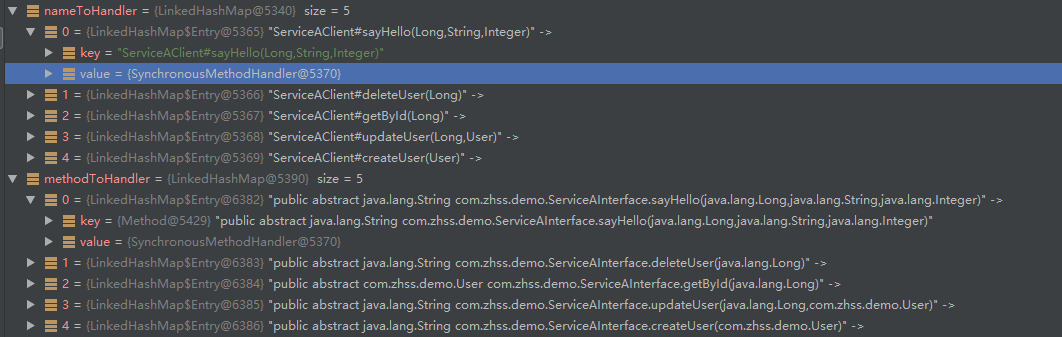 nameToHandler = {LinkedHashMap@5340} size = 5
0 = {LinkedHashMap$Entry@5365} "ServiceAClient#sayHello(Long,String,Integer)" ->
key = "ServiceAClient#sayHello(Long,String,Integer)"
value = {SynchronousMethodHandler@5370}
1 = {LinkedHashMap$Entry@5366} "ServiceAClient#deleteUser(Long)" ->
2 = {LinkedHashMap$Entry@5367} "ServiceAClient#getById(Long)" ->
3 = {LinkedHashMap$Entry@5368} "ServiceAClient#updateUser(Long,User)" ->
4 = {LinkedHashMap$Entry@5369} "ServiceAClient#createUser(User)" ->
methodToHandler = {LinkedHashMap@5390} size = 5
0 = {LinkedHashMap$Entry@6382} "public abstract java.lang.String com.zhss.demo.ServiceAInterface.sayHello(java.lang.Long,java.lang.String,java.lang.Integer)" ->
key = {Method@5429} "public abstract java.lang.String com.zhss.demo.ServiceAInterface.sayHello(java.lang.Long,java.lang.String,java.lang.Integer)"
value = {SynchronousMethodHandler@5370}
1 = {LinkedHashMap$Entry@6383} "public abstract java.lang.String com.zhss.demo.ServiceAInterface.deleteUser(java.lang.Long)" ->
2 = {LinkedHashMap$Entry@6384} "public abstract com.zhss.demo.User com.zhss.demo.ServiceAInterface.getById(java.lang.Long)" ->
3 = {LinkedHashMap$Entry@6385} "public abstract java.lang.String com.zhss.demo.ServiceAInterface.updateUser(java.lang.Long,com.zhss.demo.User)" ->
4 = {LinkedHashMap$Entry@6386} "public abstract java.lang.String com.zhss.demo.ServiceAInterface.createUser(com.zhss.demo.User)" ->